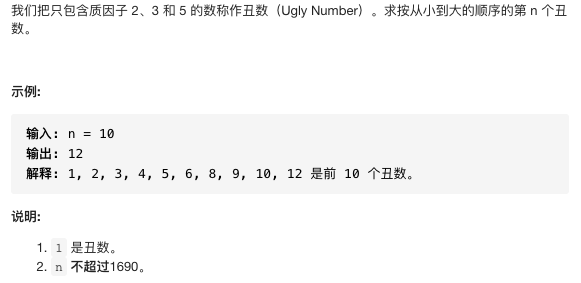 我们把只包含质因子 2、3 和 5 的数称作丑数（Ugly Number）。求按从小到大的顺序的第 n 个丑
数。
示例:
输入: n = 10
输出: 12
解释: 1, 2, 3, 4, 5, 6, 8, 9, 10, 12 是前 10 个丑数。
说明:
1. 1 是丑数。
2. n 不超过1690。